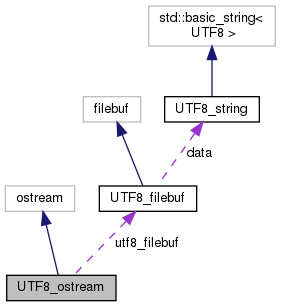 std::basic_string<
UTF8 >
filebuf
UTF8_string
data
ostream
UTF8_filebuf
utf8_filebuf
UTF8_ostream